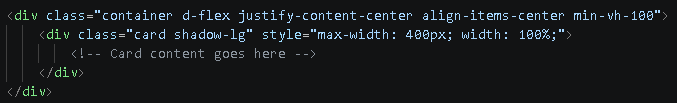 <div class="container d-flex justify-content-center align-items-center min-vh-100">
<div class="card shadow-lg" style="max-width: 400px; width: 100%;">
<!-- Card content goes here -->
</div>
</div>